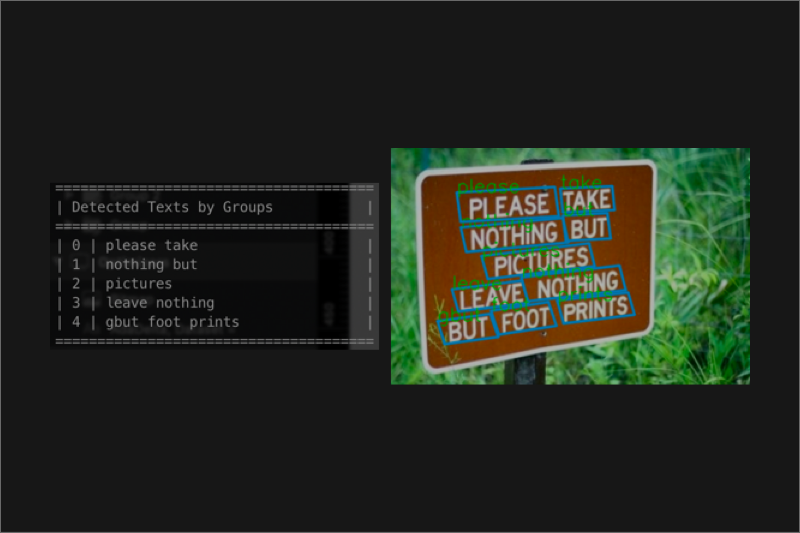 Detected Texts by Groups
0 | please take
1 | nothing but
2 | pictures
3 | leave nothing
4 | gbut foot prints
please take
PLEASE TAKE
NOTHING BUT
PICTURES
LEAVE NOTHING
BUT FOOT PRINTS